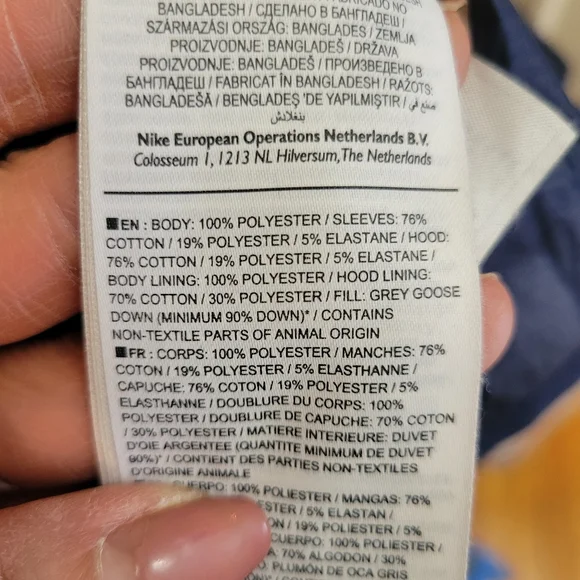 FABRICADO NO
BANGLADESH / СДЕЛАНО В БАНГЛАДЕШ /
SZÁRMAZÁSI ORSZÁG: BANGLADES / ZEMLJA
PROIZVODNJE: BANGLADEŠ / DRŽAVA
PROIZVODNJE: BANGLADEŠ / ПРОИЗВЕДЕНО В
БАНГЛАДЕШ / FABRICAT ÎN BANGLADESH / RAŽOTS:
BANGLADEŠĀ / BENGLADEŞ 'DE YAPILMIŞTIR / صنع في
بنغلادش
Nike European Operations Netherlands B.V.
Colosseum 1, 1213 NL Hilversum, The Netherlands
EN : BODY: 100% POLYESTER / SLEEVES: 76%
COTTON / 19% POLYESTER / 5% ELASTANE / HOOD:
76% COTTON / 19% POLYESTER / 5% ELASTANE /
BODY LINING: 100% POLYESTER / HOOD LINING:
70% COTTON / 30% POLYESTER / FILL: GREY GOOSE
DOWN (MINIMUM 90% DOWN)* / CONTAINS
NON-TEXTILE PARTS OF ANIMAL ORIGIN
FR : CORPS: 100% POLYESTER / MANCHES: 76%
COTON / 19% POLYESTER / 5% ELASTHANNE /
CAPUCHE: 76% COTON / 19% POLYESTER / 5%
ELASTHANNE / DOUBLURE DU CORPS: 100%
POLYESTER / DOUBLURE DE CAPUCHE: 70% COTON
/ 30% POLYESTER / MATIERE INTERIEURE: DUVET
D'OIE ARGENTEE (QUANTITE MINIMUM DE DUVET
90%)* / CONTIENT DES PARTIES NON-TEXTILES
D'ORIGINE ANIMALE
CUERPO: 100% POLIESTER / MANGAS: 76%
/ 5% ELASTAN /
/ 19% POLIESTER / 5%
CUERPO: 100% POLIESTER /
70% ALGODON / 30%
PLUMÓN DE OCA GRIS